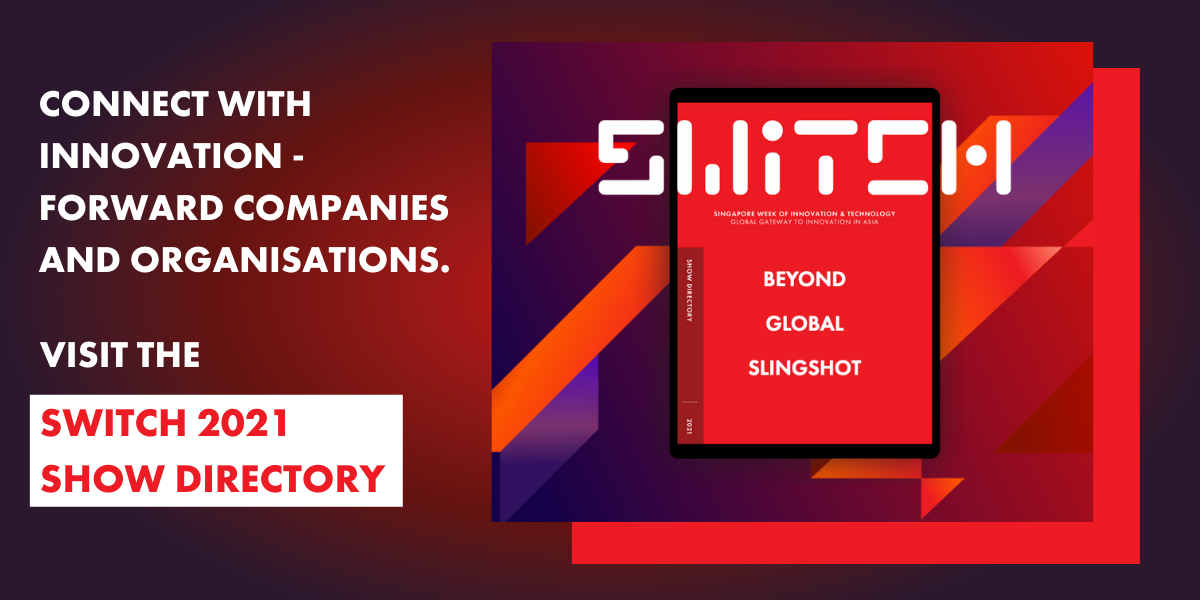 CONNECT WITH
INNOVATION -
FORWARD COMPANIES
AND ORGANISATIONS.
VISIT THE
SWITCH 2021
SHOW DIRECTORY
SWiTCH
SINGAPORE WEEK OF INNOVATION & TECHNOLOGY
GLOBAL GATEWAY TO INNOVATION IN ASIA
SHOW DIRECTORY
2021
BEYOND
GLOBAL
SLINGSHOT